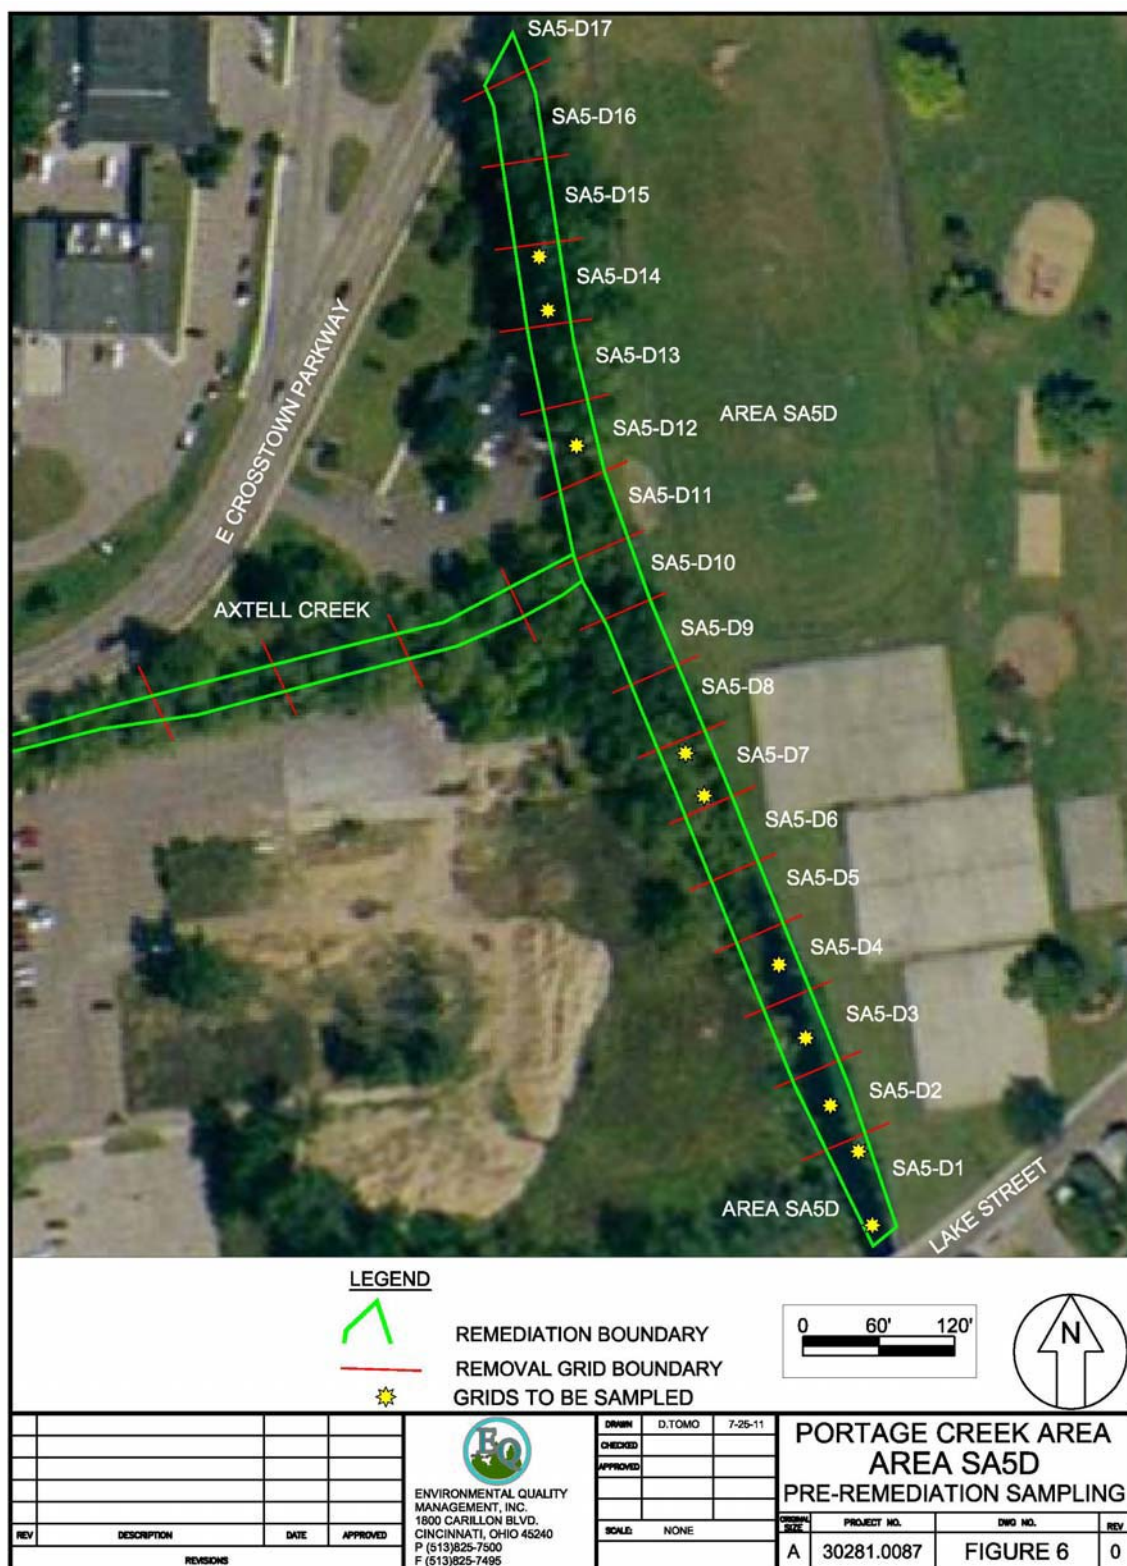 SA5-D17
SA5-D16
SA5-D15
SA5-D14
SA5-D13
AREA SA5D
SA5-D12
E CROSSTOWN PARKWAY
SA5-D11
SA5-D10
AXTELL CREEK
SA5-D9
SA5-D8
SA5-D7
SA5-D6
SA5-D5
SA5-D4
SA5-D3
SA5-D2
SA5-D1
AREA SA5D
LAKE STREET
LEGEND
REMEDIATION BOUNDARY
REMOVAL GRID BOUNDARY
GRIDS TO BE SAMPLED
0 60' 120'
N
REV DESCRIPTION DATE APPROVED
REVISIONS
EQ
ENVIRONMENTAL QUALITY
MANAGEMENT, INC.
1800 CARILLON BLVD.
CINCINNATI, OHIO 45240
P (513)825-7500
F (513)825-7495
DRAWN D.TOMO 7-25-11
CHECKED
APPROVED
SCALE: NONE
PORTAGE CREEK AREA
AREA SA5D
PRE-REMEDIATION SAMPLING
ORIGINAL SIZE PROJECT NO. DWG NO. REV
A 30281.0087 FIGURE 6 0